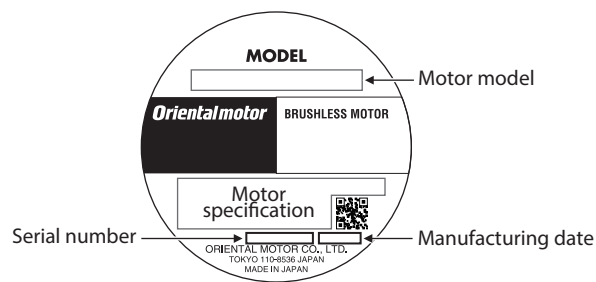 MODEL
Motor model
Orientalmotor BRUSHLESS MOTOR
Motor
specification
Serial number
Manufacturing date
ORIENTAL MOTOR CO., LTD.
TOKYO 110-8536 JAPAN
MADE IN JAPAN